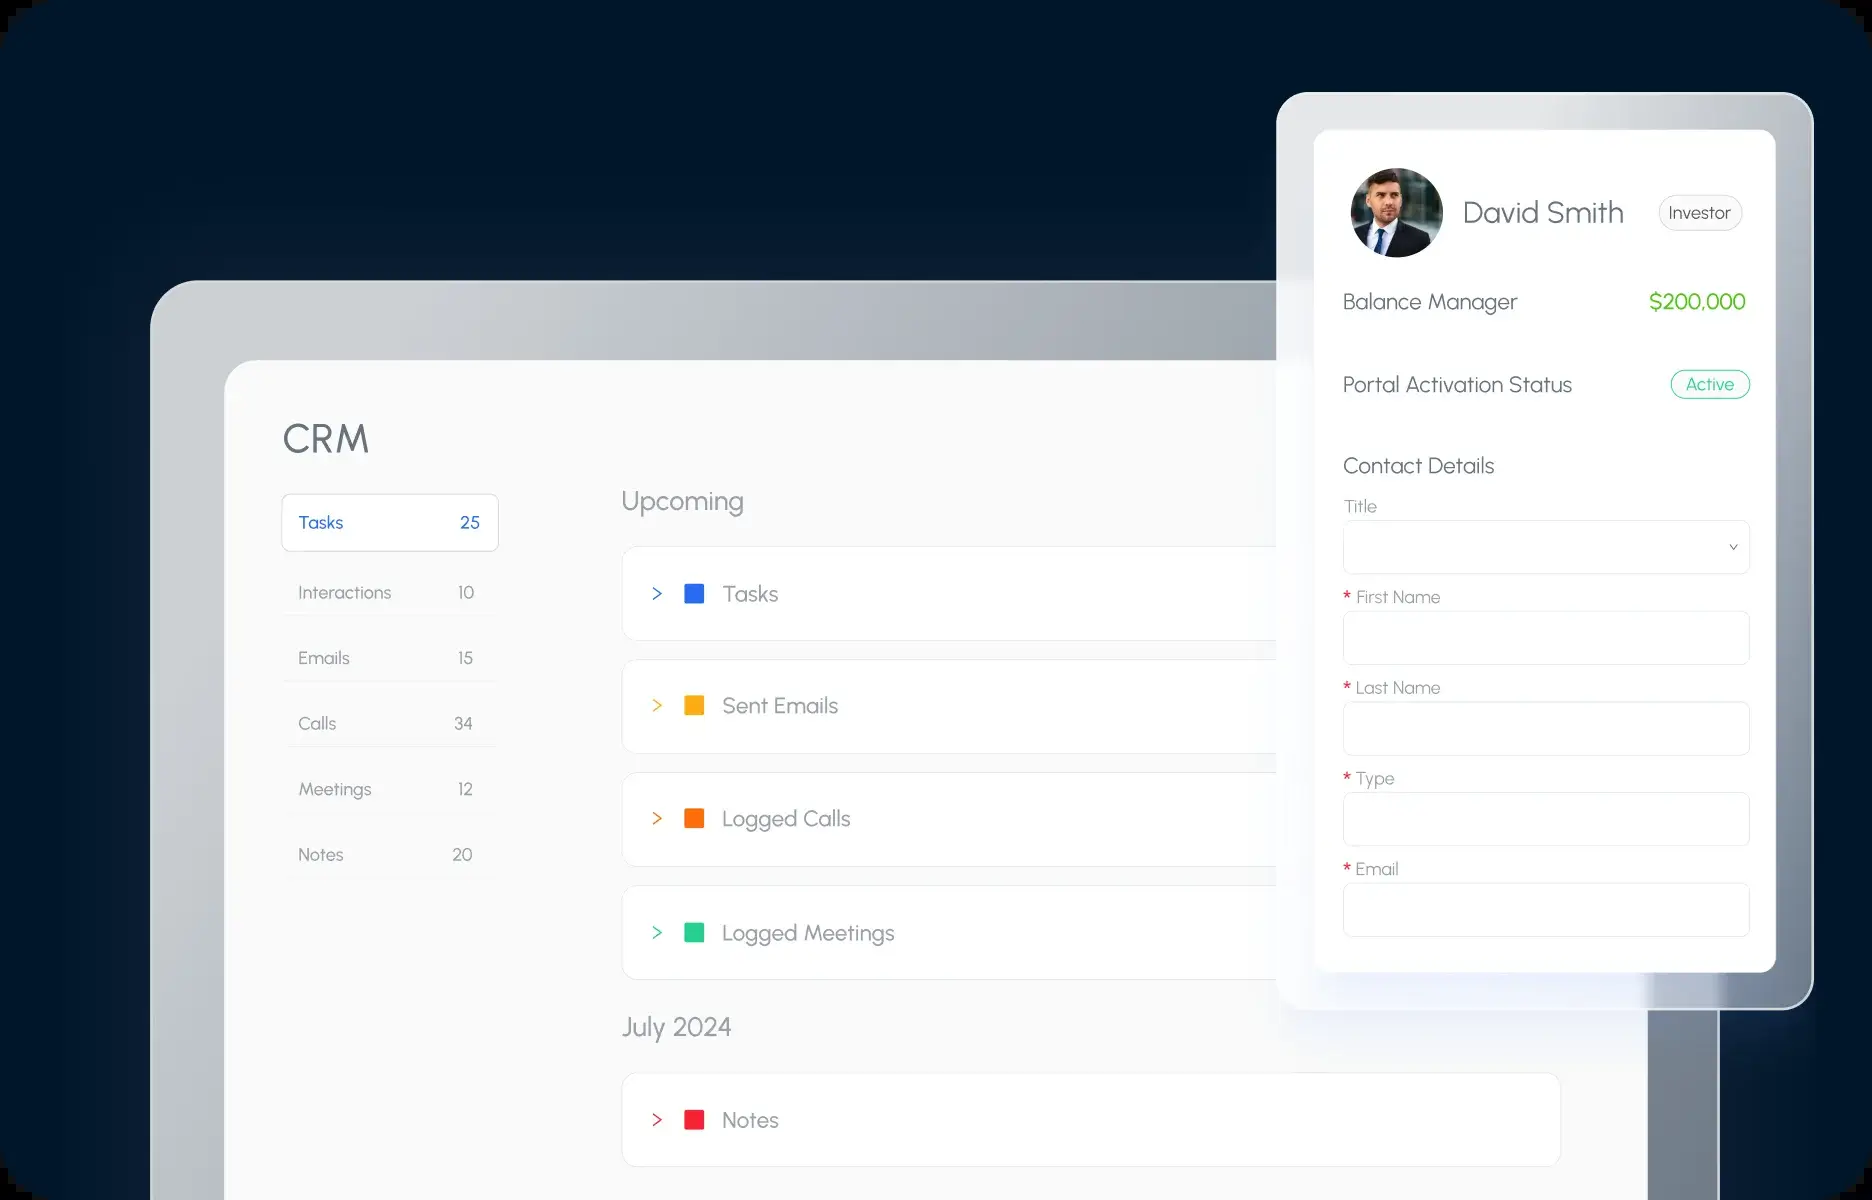 CRM
Tasks 25
Interactions 10
Emails 15
Calls 34
Meetings 12
Notes 20
Upcoming
> Tasks
> Sent Emails
> Logged Calls
> Logged Meetings
July 2024
> Notes
David Smith Investor
Balance Manager $200,000
Portal Activation Status Active
Contact Details
Title
* First Name
* Last Name
* Type
* Email